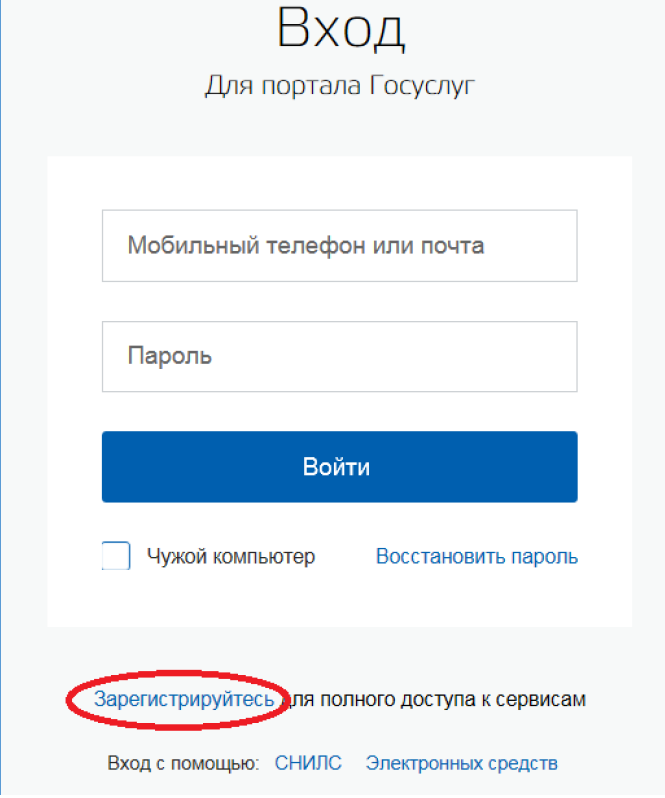 Вход
Для портала Госуслуг
Мобильный телефон или почта
Пароль
Войти
Чужой компьютер Восстановить пароль
Зарегистрируйтесь для полного доступа к сервисам
Вход с помощью: СНИЛС Электронных средств